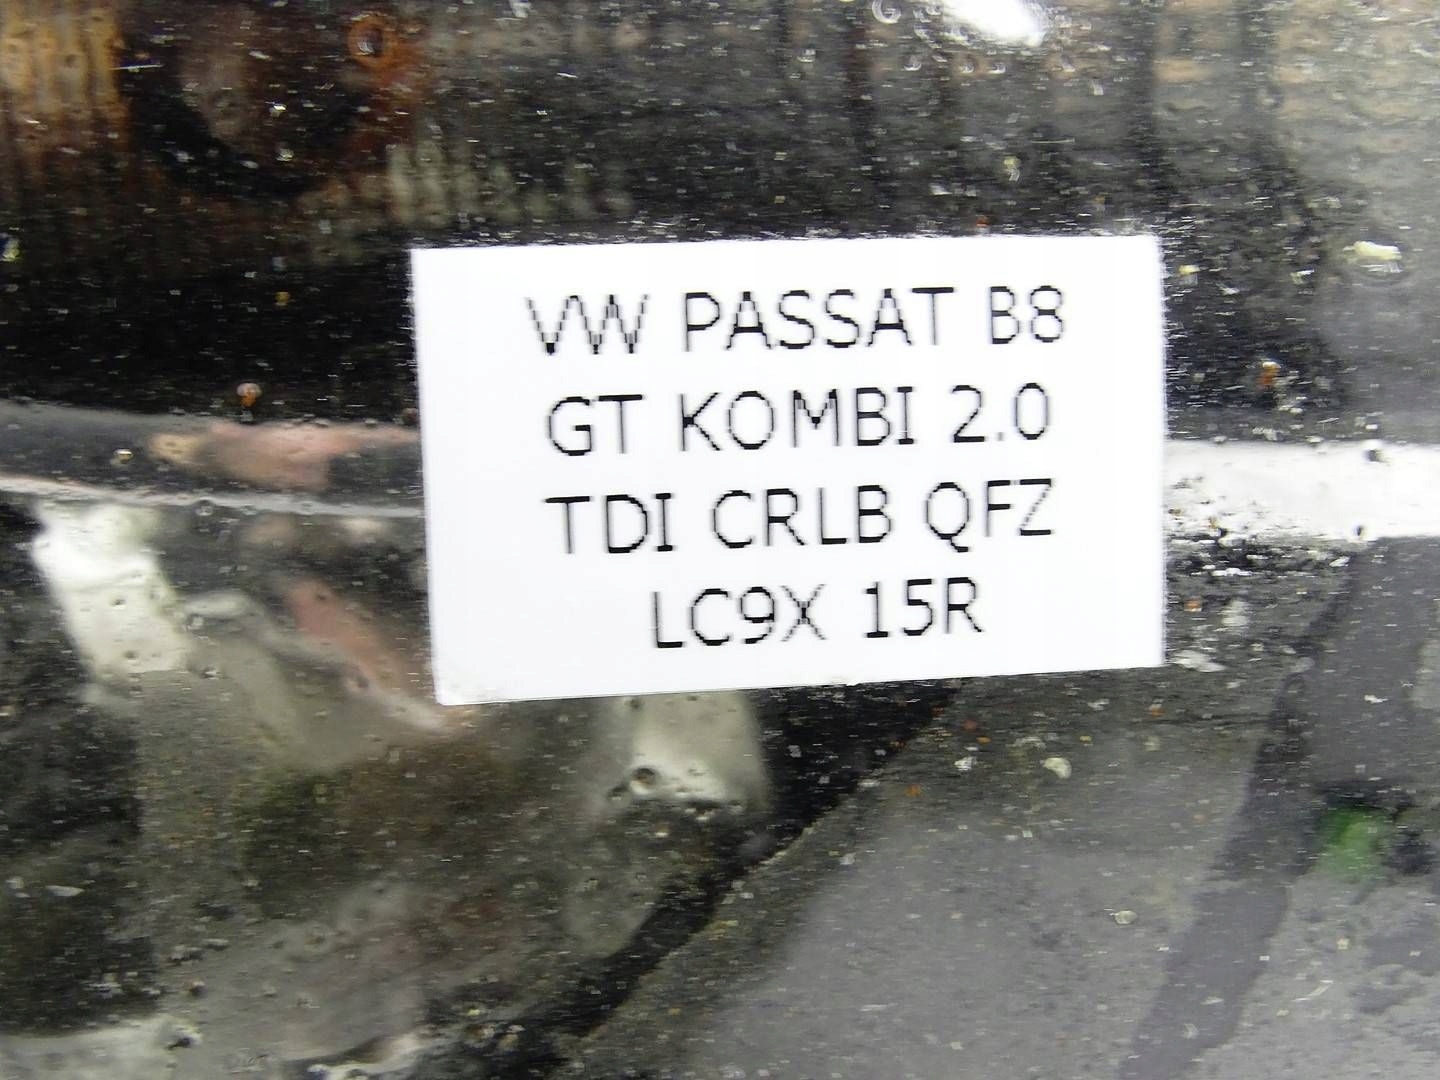 VW PASSAT B8
GT KOMBI 2.0
TDI CRLB QFZ
LC9X 15R